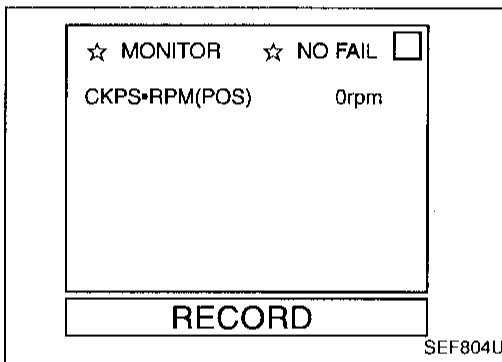 ☆ MONITOR ☆ NO FAIL
CKPS•RPM(POS) 0rpm
RECORD
SEF804U